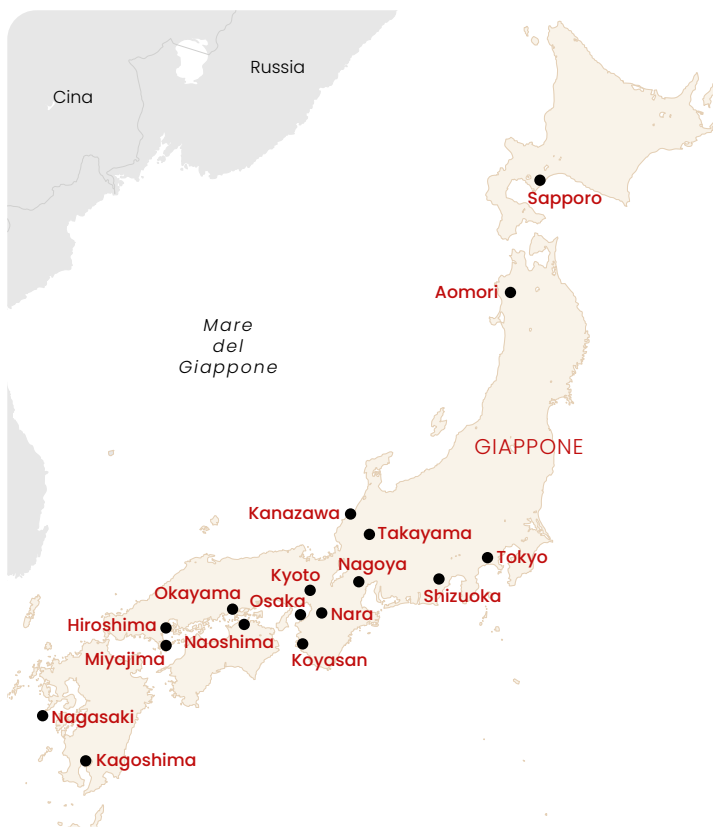 Russia
Cina
Sapporo
Aomori
Mare
del
Giappone
GIAPPONE
Kanazawa
Takayama
Tokyo
Nagoya
Kyoto
Shizuoka
Okayama
Osaka
Nara
Hiroshima
Naoshima
Miyajima
Koyasan
Nagasaki
Kagoshima